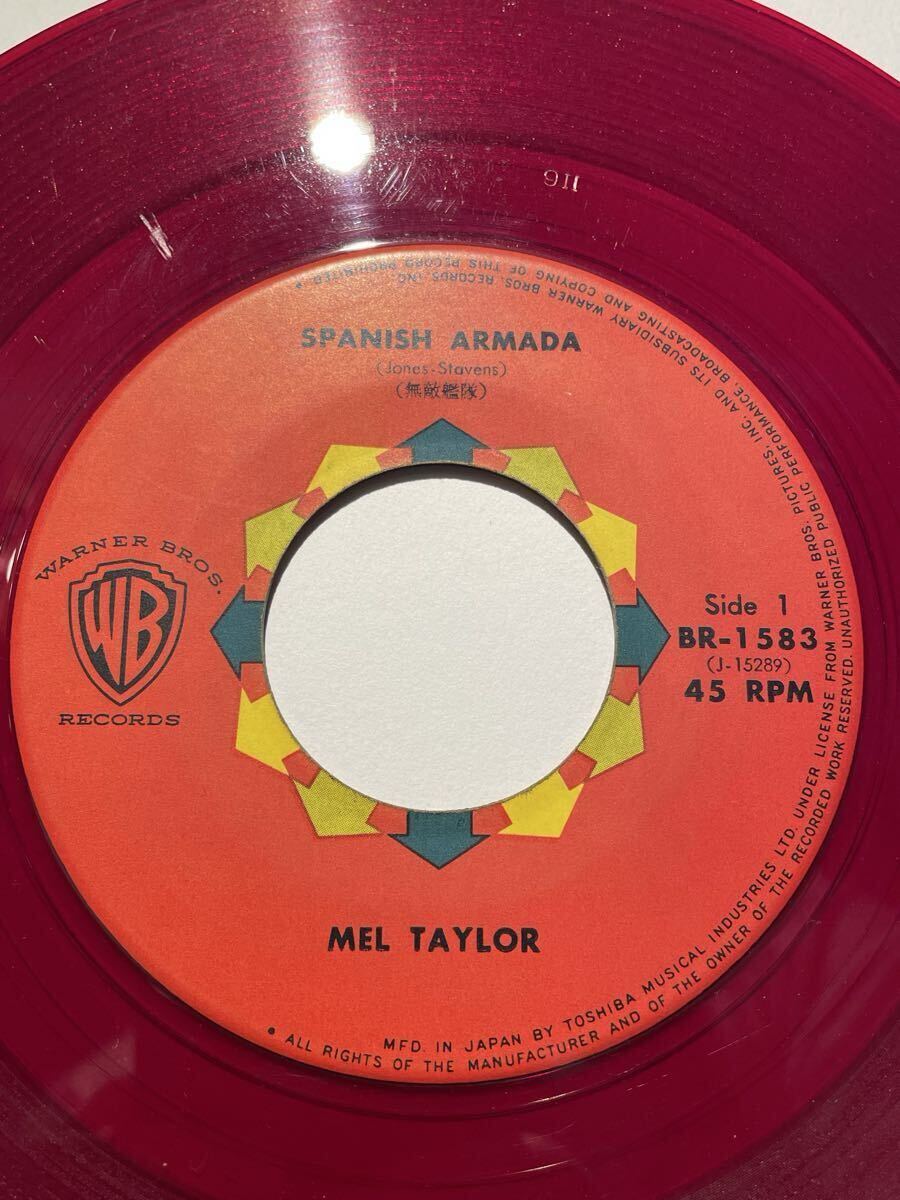 911
SPANISH ARMADA
(Jones-Stavens)
(無敵艦隊)
WARNER BROS.
WB
RECORDS
Side 1
BR-1583
(J-15289)
45 RPM
MEL TAYLOR
MFD. IN JAPAN BY TOSHIBA MUSICAL INDUSTRIES LTD. UNDER LICENSE FROM WARNER BROS. PICTURES, INC. AND ITS SUBSIDIARY WARNER BROS. RECORDS INC.
• ALL RIGHTS OF THE MANUFACTURER AND OF THE OWNER OF THE RECORDED WORK RESERVED. UNAUTHORIZED PUBLIC PERFORMANCE, BROADCASTING AND COPYING OF THIS RECORD PROHIBITED •